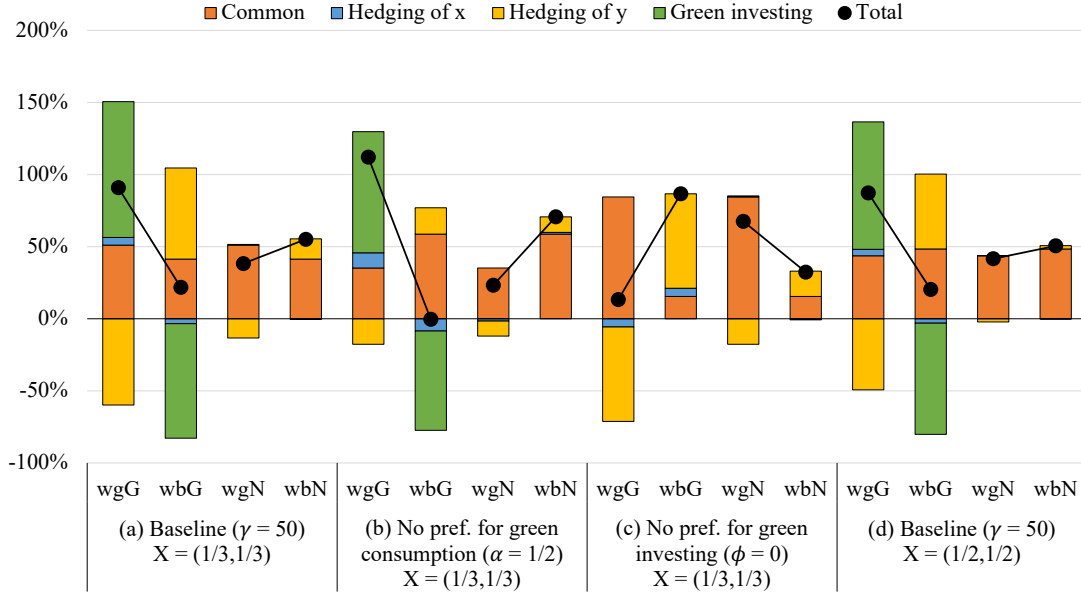 Common Hedging of x Hedging of y Green investing Total
200%
150%
100%
50%
0%
-50%
-100%
wgG wbG wgN wbN wgG wbG wgN wbN wgG wbG wgN wbN wgG wbG wgN wbN
(a) Baseline (γ = 50)
X = (1/3,1/3)
(b) No pref. for green
consumption (α = 1/2)
X = (1/3,1/3)
(c) No pref. for green
investing (ϕ = 0)
X = (1/3,1/3)
(d) Baseline (γ = 50)
X = (1/2,1/2)